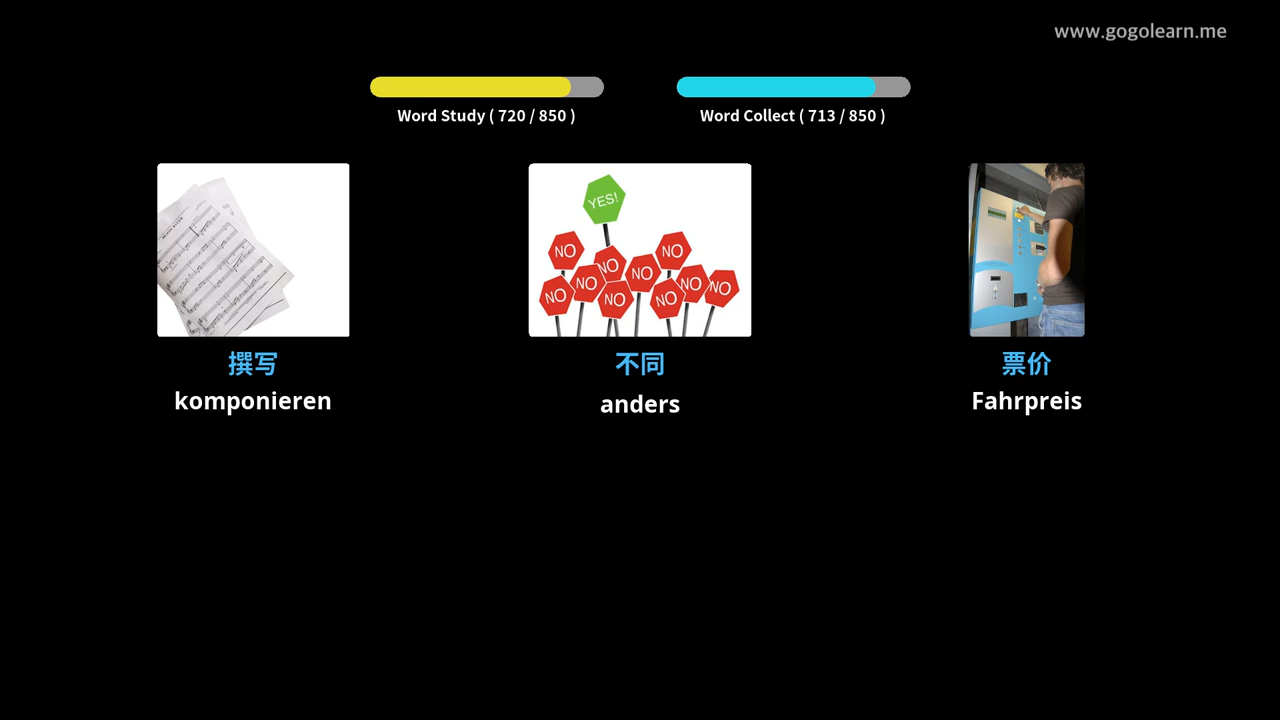 www.gogolearn.me
Word Study ( 720 / 850 )
Word Collect ( 713 / 850 )
YES!
NO
NO
NO
NO
NO
NO
NO
NO
NO
NO
撰写
不同
票价
komponieren
anders
Fahrpreis